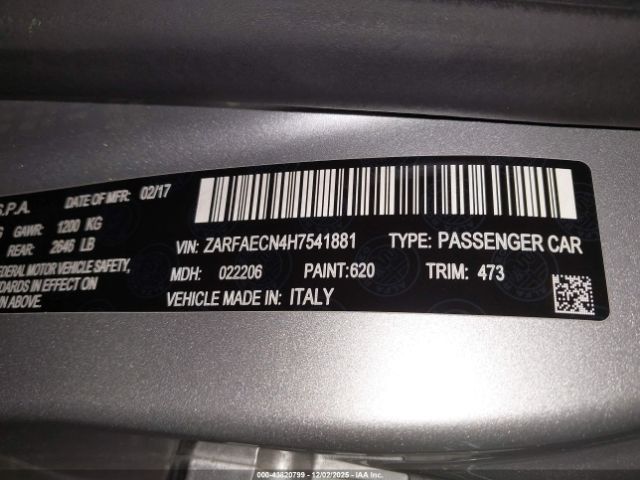 S.P.A. DATE OF MFR: 02/17
G GAWR: 1200 KG
REAR: 2646 LB
FEDERAL MOTOR VEHICLE SAFETY,
DARDS IN EFFECT ON
N ABOVE.
VIN: ZARFAECN4H7541881 TYPE: PASSENGER CAR
MDH: 022206 PAINT:620 TRIM: 473
VEHICLE MADE IN: ITALY
000-43820799 - 12/02/2025 - IAA Inc.